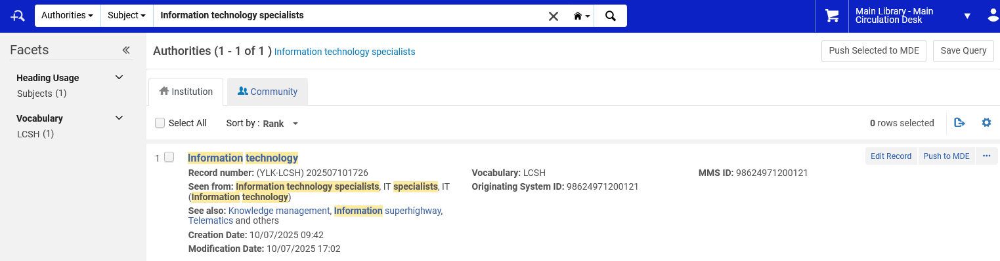 Authorities Subject Information technology specialists
Main Library - Main
Circulation Desk
Facets
Heading Usage
Subjects (1)
Vocabulary
LCSH (1)
Authorities (1 - 1 of 1 ) Information technology specialists
Push Selected to MDE Save Query
Institution Community
Select All Sort by : Rank
0 rows selected
1 Information technology
Edit Record Push to MDE ...
Record number: (YLK-LCSH) 202507101726
Seen from: Information technology specialists, IT specialists, IT
(Information technology)
See also: Knowledge management, Information superhighway,
Telematics and others
Creation Date: 10/07/2025 09:42
Modification Date: 10/07/2025 17:02
Vocabulary: LCSH
Originating System ID: 98624971200121
MMS ID: 98624971200121